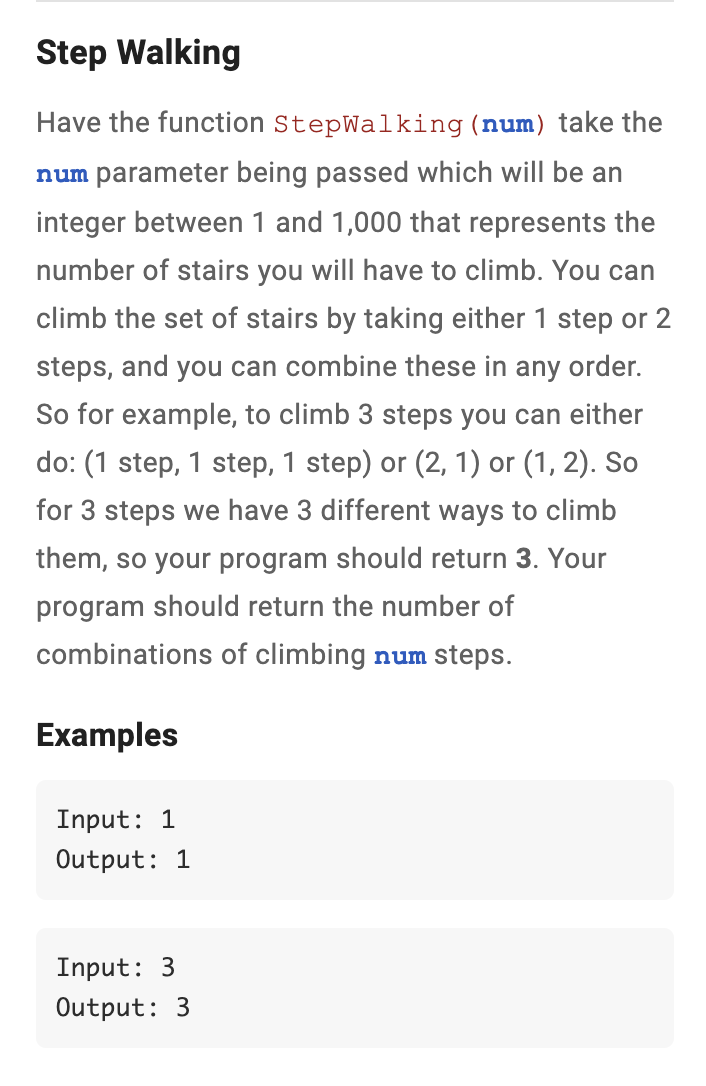 Step Walking
Have the function StepWalking(num) take the
num parameter being passed which will be an
integer between 1 and 1,000 that represents the
number of stairs you will have to climb. You can
climb the set of stairs by taking either 1 step or 2
steps, and you can combine these in any order.
So for example, to climb 3 steps you can either
do: (1 step, 1 step, 1 step) or (2, 1) or (1, 2). So
for 3 steps we have 3 different ways to climb
them, so your program should return 3. Your
program should return the number of
combinations of climbing num steps.
Examples
Input: 1
Output: 1
Input: 3
Output: 3